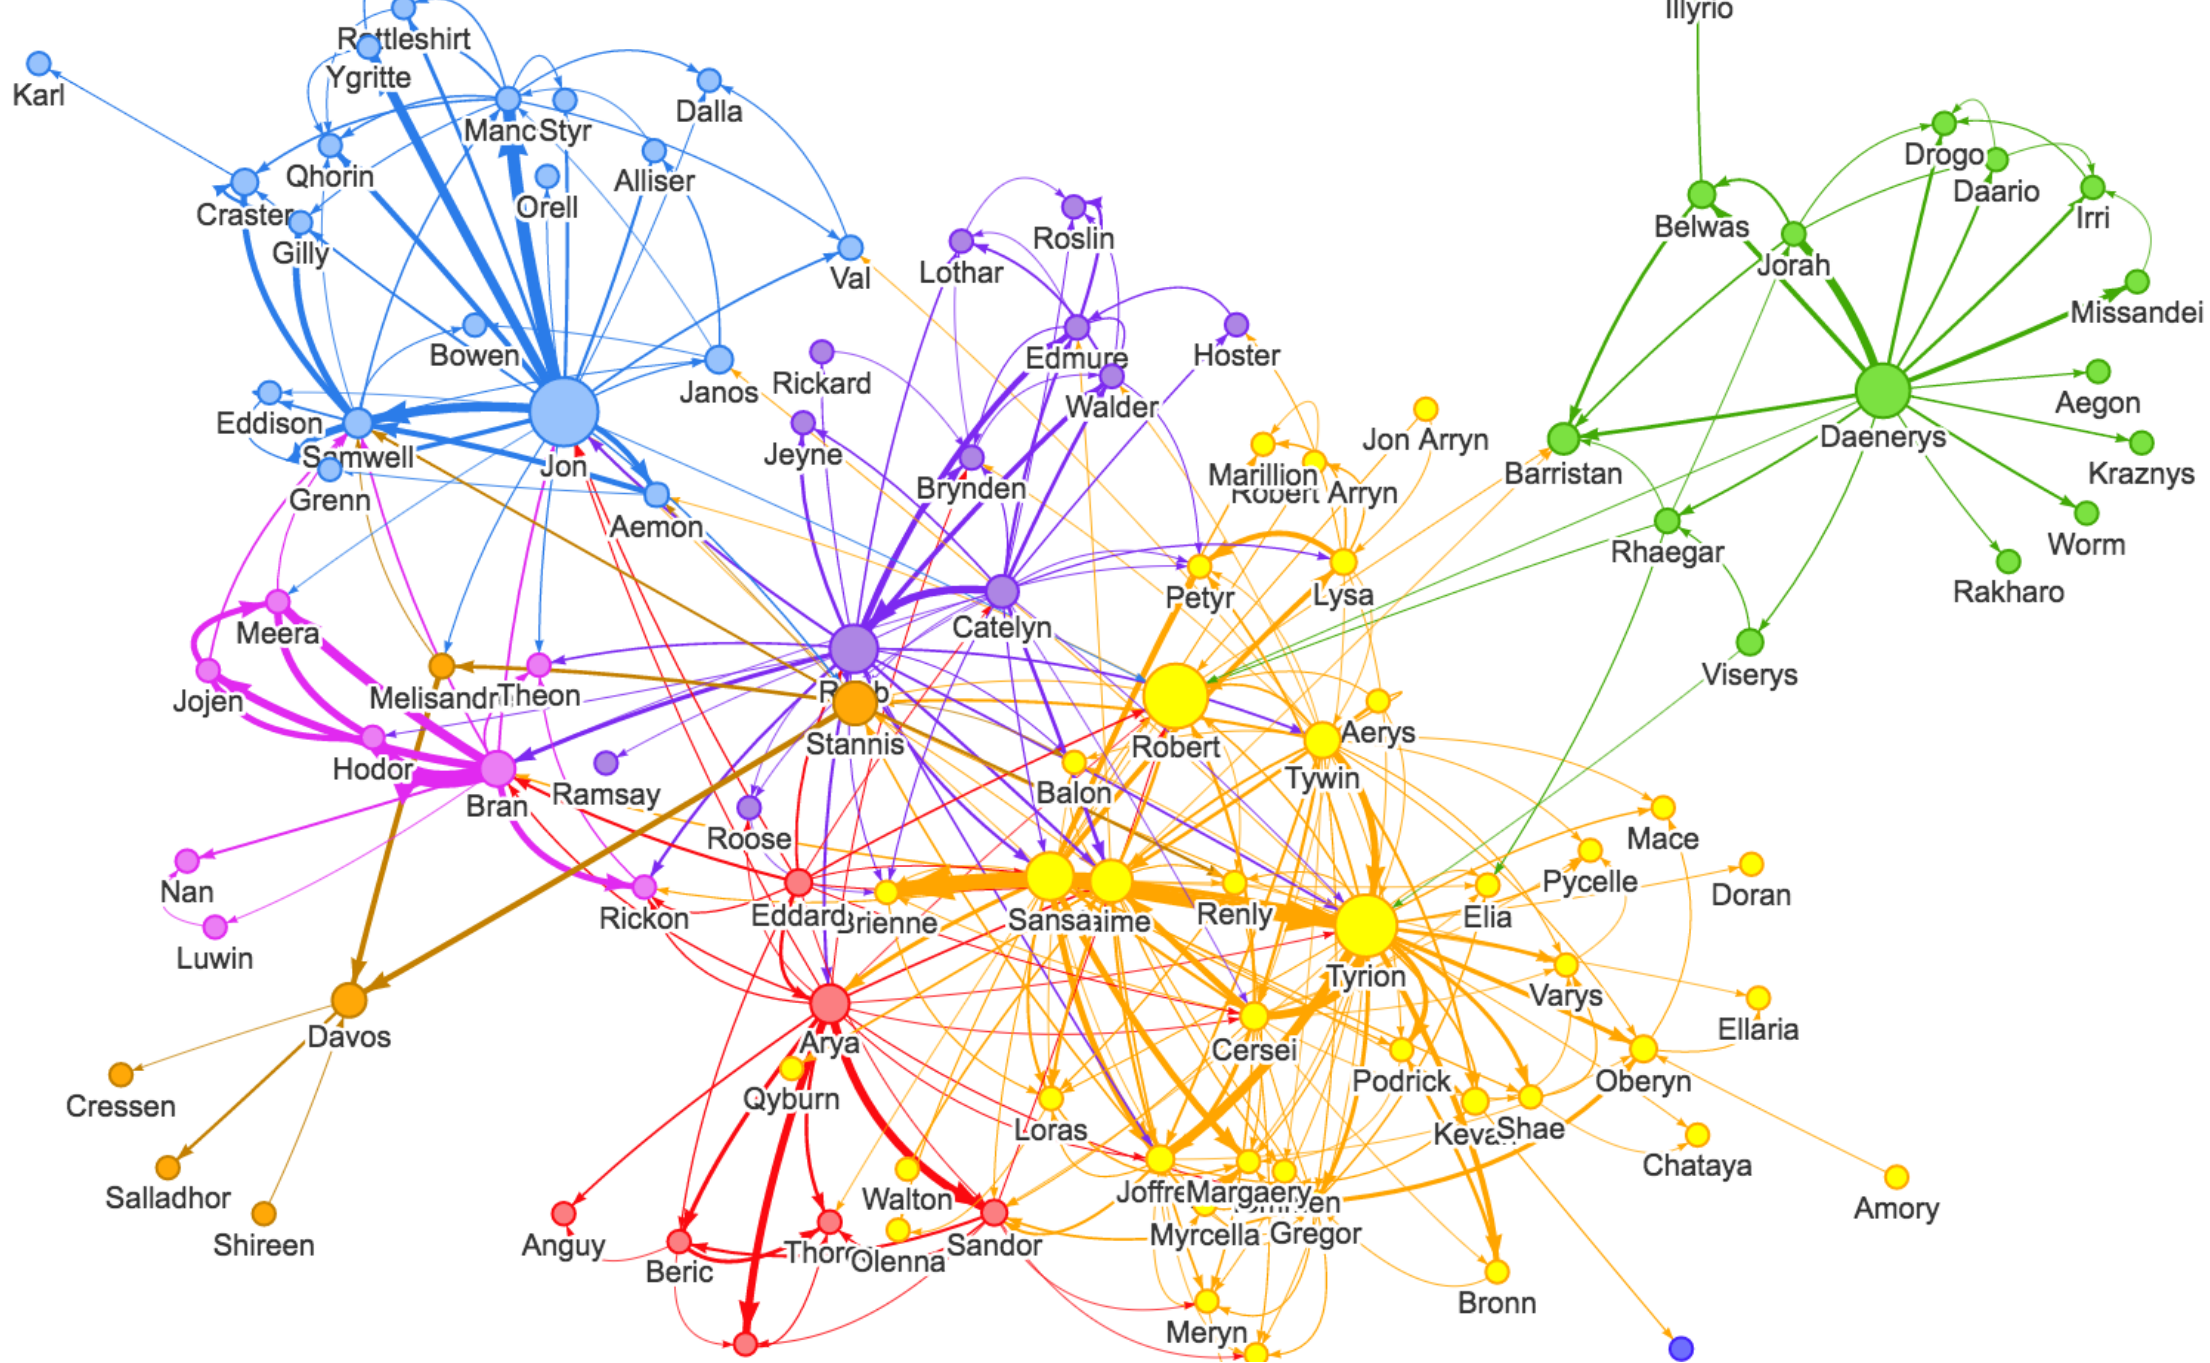 Illyrio
Rattleshirt
Ygritte
Karl
Dalla
Manc
Styr
Drogo
Qhorin
Alliser
Daario
Orell
Craster
Irri
Belwas
Roslin
Gilly
Jorah
Lothar
Val
Missandei
Bowen
Edmure
Hoster
Rickard
Janos
Aegon
Walder
Eddison
Daenerys
Jon Arryn
Jeyne
Samwell
Jon
Marillion
Barristan
Kraznys
Brynden
Robert Arryn
Grenn
Aemon
Worm
Rhaegar
Rakharo
Lysa
Petyr
Catelyn
Meera
Viserys
Melisandr
Theon
Jojen
Aerys
Stannis
Robert
Hodor
Tywin
Balon
Ramsay
Bran
Roose
Mace
Pycelle
Nan
Doran
Renly
Elia
Rickon
Eddard
Brienne
Sansa
aime
Luwin
Tyrion
Varys
Ellaria
Davos
Arya
Cersei
Podrick
Oberyn
Qyburn
Cressen
Loras
Kevan
Shae
Chataya
Joffre
Margaery
Walton
Salladhor
Amory
Myrcella
Gregor
Shireen
Anguy
Thoro
Olenna
Sandor
Beric
Bronn
Meryn